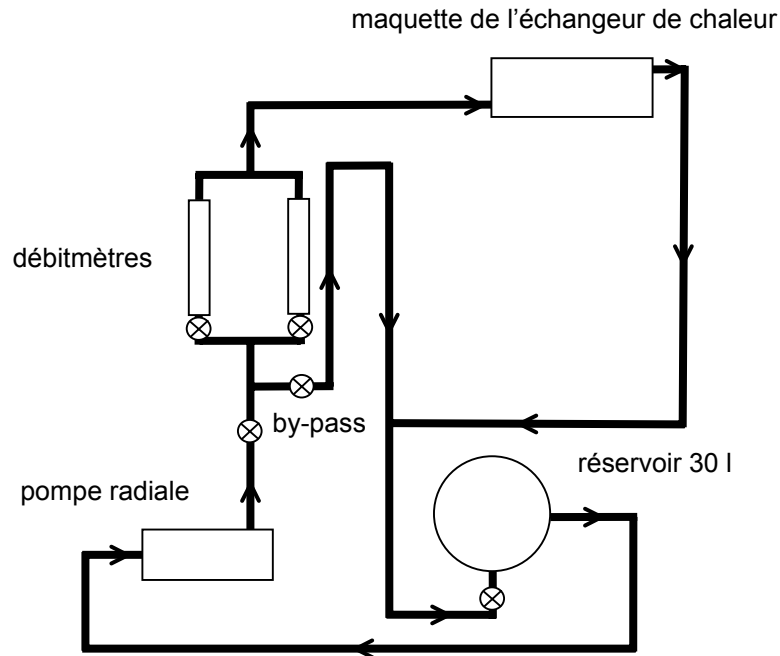 maquette de l’échangeur de chaleur
débitmètres
by-pass
réservoir 30 l
pompe radiale